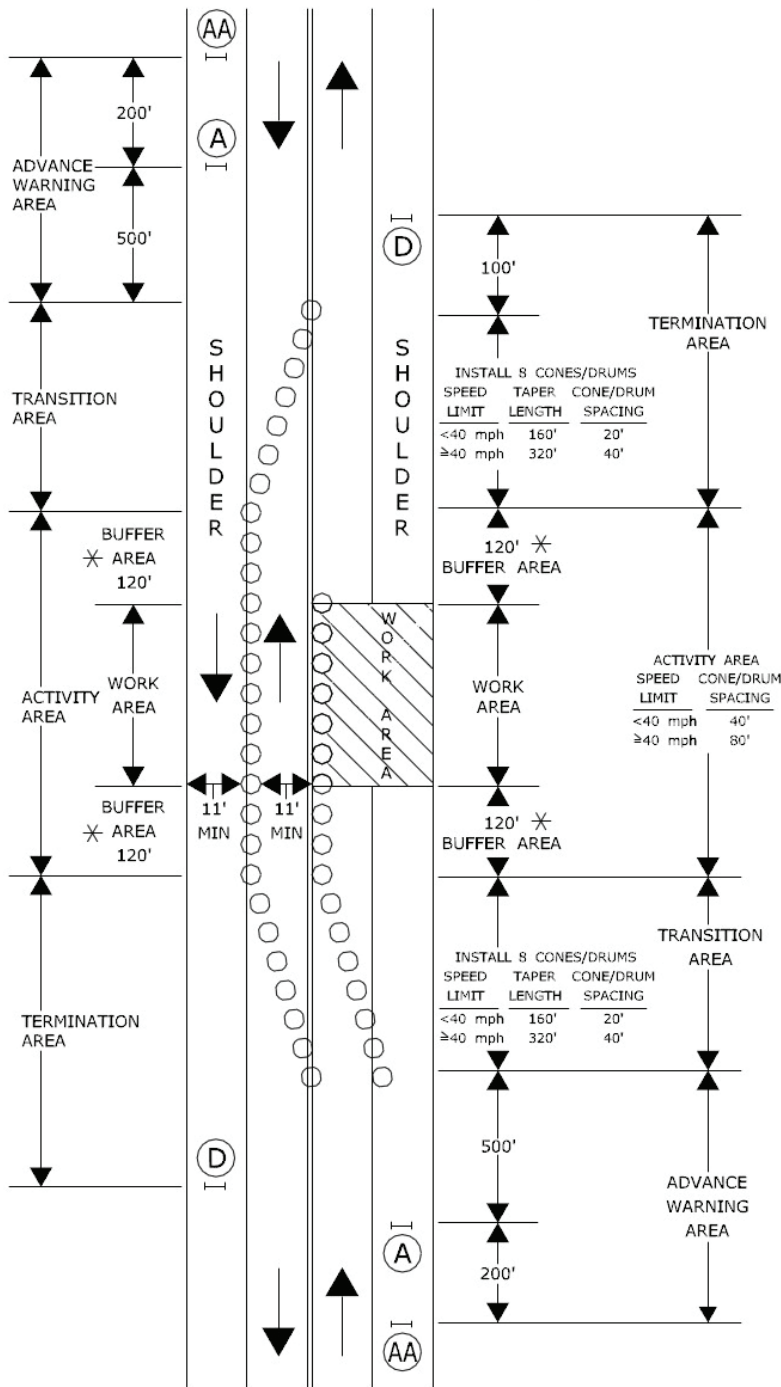 AA
200'
A
ADVANCE
WARNING
AREA
500'
D
100'
TERMINATION
AREA
SHOULDER
SHOULDER
INSTALL 8 CONES/DRUMS
SPEED LIMIT TAPER LENGTH CONE/DRUM SPACING
<40 mph 160' 20'
≥40 mph 320' 40'
TRANSITION
AREA
BUFFER
* AREA
120'
120' *
BUFFER AREA
WORK AREA
WORK
AREA
ACTIVITY
AREA
WORK
AREA
ACTIVITY AREA
SPEED LIMIT CONE/DRUM SPACING
<40 mph 40'
≥40 mph 80'
11'
MIN
11'
MIN
BUFFER
* AREA
120'
120' *
BUFFER AREA
TRANSITION
AREA
INSTALL 8 CONES/DRUMS
SPEED LIMIT TAPER LENGTH CONE/DRUM SPACING
<40 mph 160' 20'
≥40 mph 320' 40'
TERMINATION
AREA
D
500'
ADVANCE
WARNING
AREA
A
200'
AA